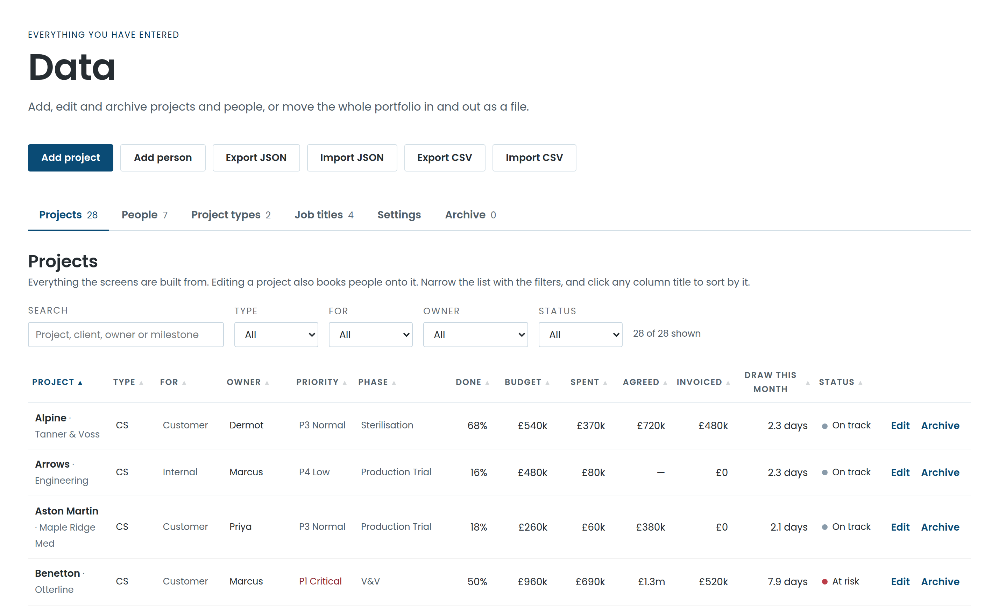 EVERYTHING YOU HAVE ENTERED
Data
Add, edit and archive projects and people, or move the whole portfolio in and out as a file.
Add project Add person Export JSON Import JSON Export CSV Import CSV
Projects 28 People 7 Project types 2 Job titles 4 Settings Archive 0
Projects
Everything the screens are built from. Editing a project also books people onto it. Narrow the list with the filters, and click any column title to sort by it.
SEARCH TYPE FOR OWNER STATUS
Project, client, owner or milestone All All All All 28 of 28 shown
PROJECT ▲ TYPE ▲ FOR ▲ OWNER ▲ PRIORITY ▲ PHASE ▲ DONE ▲ BUDGET ▲ SPENT ▲ AGREED ▲ INVOICED ▲ DRAW THIS MONTH ▲ STATUS ▲
Alpine ·
Tanner & Voss CS Customer Dermot P3 Normal Sterilisation 68% £540k £370k £720k £480k 2.3 days On track Edit Archive
Arrows ·
Engineering CS Internal Marcus P4 Low Production Trial 16% £480k £80k — £0 2.3 days On track Edit Archive
Aston Martin
· Maple Ridge CS Customer Priya P3 Normal Production Trial 18% £260k £60k £380k £0 2.1 days On track Edit Archive
Med
Benetton ·
Otterline CS Customer Marcus P1 Critical V&V 50% £960k £690k £1.3m £520k 7.9 days At risk Edit Archive